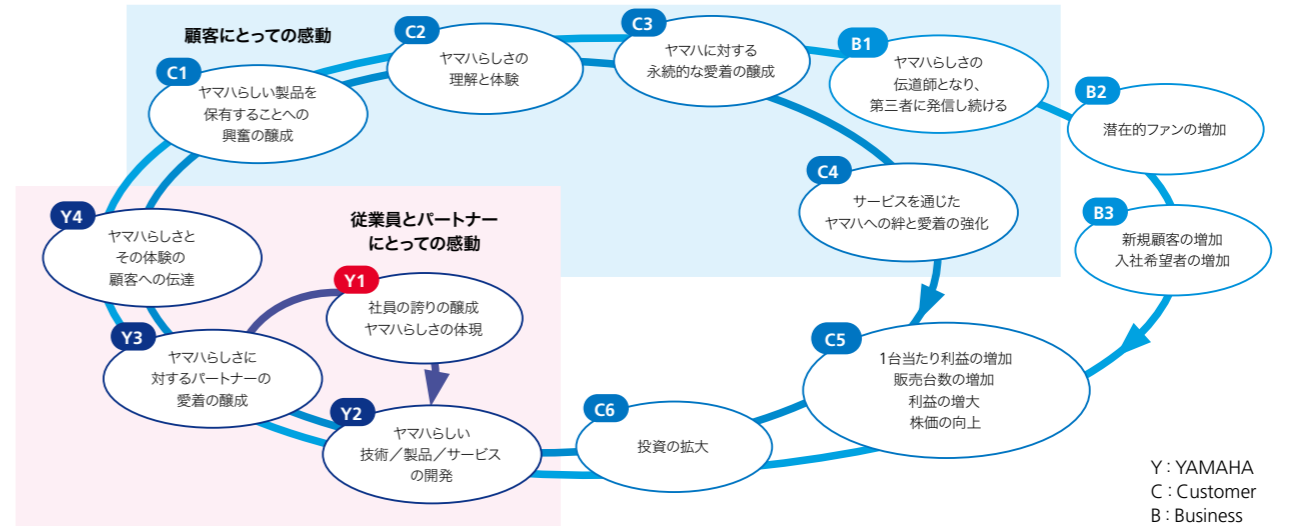 顧客にとっての感動
C1
ヤマハらしい製品を
保有することへの
興奮の醸成
C2
ヤマハらしさの
理解と体験
C3
ヤマハに対する
永続的な愛着の醸成
B1
ヤマハらしさの
伝道師となり、
第三者に発信し続ける
B2
潜在的ファンの増加
B3
新規顧客の増加
入社希望者の増加
C4
サービスを通じた
ヤマハへの絆と愛着の強化
Y4
ヤマハらしさと
その体験の
顧客への伝達
従業員とパートナー
にとっての感動
Y1
社員の誇りの醸成
ヤマハらしさの体現
Y3
ヤマハらしさに
対するパートナーの
愛着の醸成
Y2
ヤマハらしい
技術／製品／サービス
の開発
C6
投資の拡大
C5
1台当たり利益の増加
販売台数の増加
利益の増大
株価の向上
Y：YAMAHA
C：Customer
B：Business